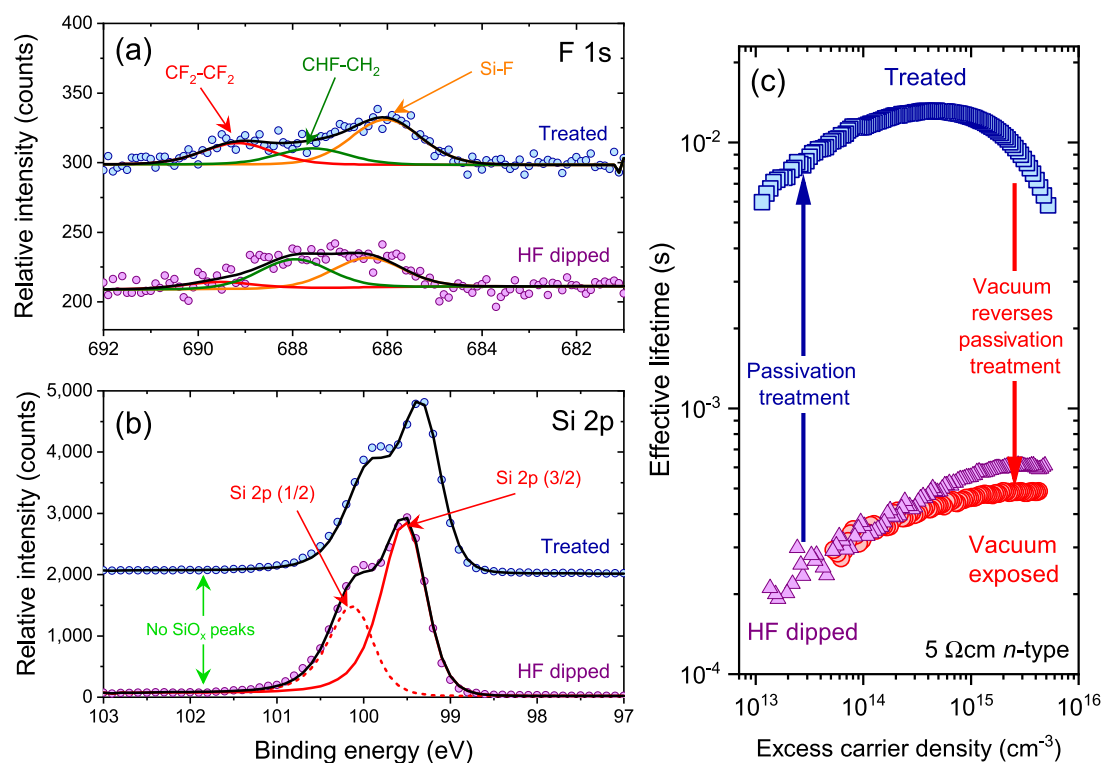 (a)
F 1s
CF₂-CF₂
CHF-CH₂
Si-F
Treated
HF dipped
Relative intensity (counts)
400
350
300
250
200
692
690
688
686
684
682
(b)
Si 2p
Si 2p (1/2)
Si 2p (3/2)
Treated
No SiOₓ peaks
HF dipped
Relative intensity (counts)
5,000
4,000
3,000
2,000
1,000
0
103
102
101
100
99
98
97
Binding energy (eV)
(c)
Treated
Passivation
treatment
Vacuum
reverses
passivation
treatment
Vacuum
exposed
HF dipped
5 Ωcm n-type
Effective lifetime (s)
10⁻²
10⁻³
10⁻⁴
10¹³
10¹⁴
10¹⁵
10¹⁶
Excess carrier density (cm⁻³)